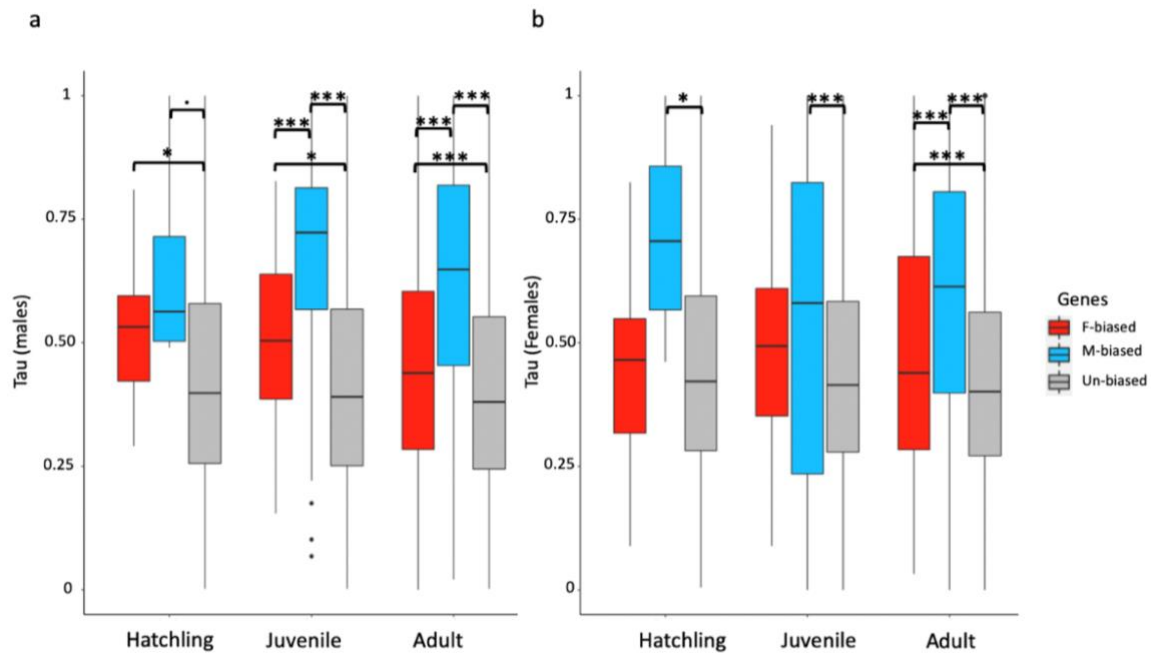 a
b
1
0.75
0.50
0.25
0
Tau (males)
Hatchling
Juvenile
Adult
*
.
***
*
***
***
***
***
1
0.75
0.50
0.25
0
Tau (Females)
Hatchling
Juvenile
Adult
*
***
***
***
***
Genes
F-biased
M-biased
Un-biased